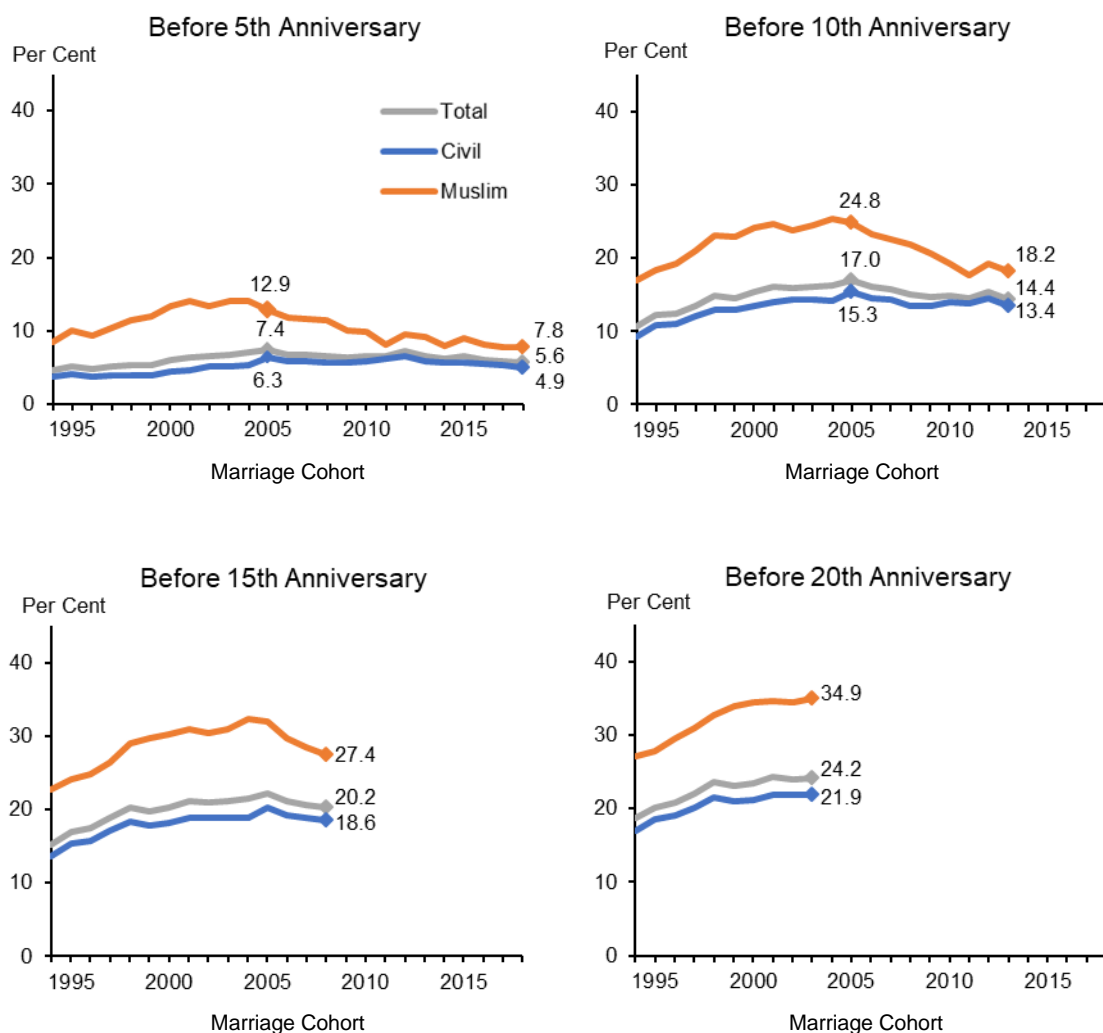 Before 5th Anniversary
Per Cent
40
30
20
10
0
Total
Civil
Muslim
12.9
7.4
6.3
7.8
5.6
4.9
1995 2000 2005 2010 2015
Marriage Cohort
Before 10th Anniversary
Per Cent
40
30
20
10
0
24.8
17.0
15.3
18.2
14.4
13.4
1995 2000 2005 2010 2015
Marriage Cohort
Before 15th Anniversary
Per Cent
40
30
20
10
0
27.4
20.2
18.6
1995 2000 2005 2010 2015
Marriage Cohort
Before 20th Anniversary
Per Cent
40
30
20
10
0
34.9
24.2
21.9
1995 2000 2005 2010 2015
Marriage Cohort